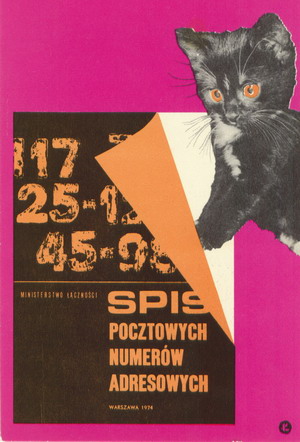 117
25-1
45-9
MINISTERSTWO ŁĄCZNOŚCI
SPIS
POCZTOWYCH
NUMERÓW
ADRESOWYCH
WARSZAWA 1974